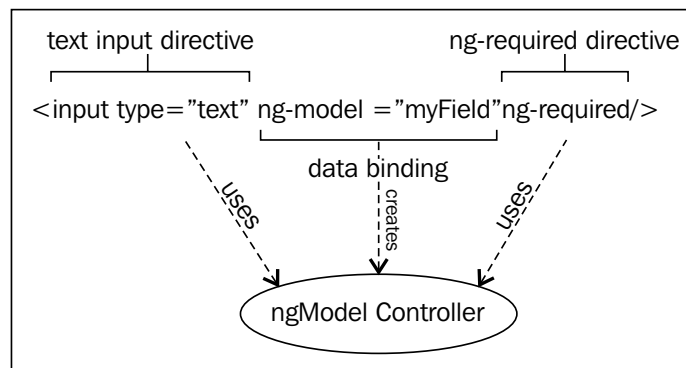 text input directive
ng-required directive
<input type="text" ng-model ="myField"ng-required/>
data binding
uses
creates
uses
ngModel Controller